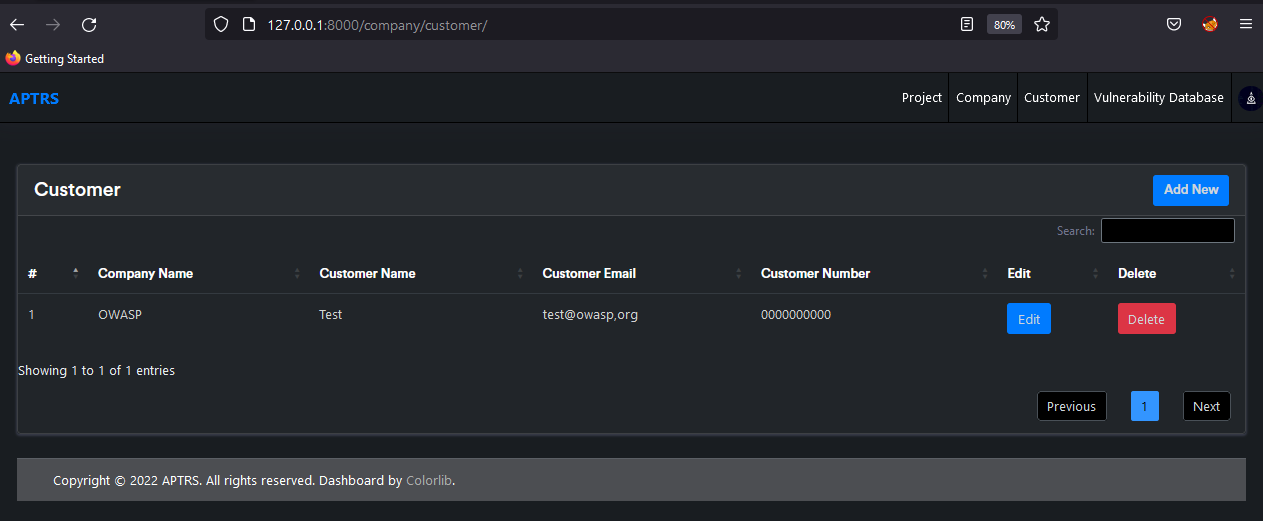 127.0.0.1:8000/company/customer/
80%
Getting Started
APTRS
Project Company Customer Vulnerability Database
Customer
Add New
Search:
# Company Name Customer Name Customer Email Customer Number Edit Delete
1 OWASP Test test@owasp,org 0000000000 Edit Delete
Showing 1 to 1 of 1 entries
Previous 1 Next
Copyright © 2022 APTRS. All rights reserved. Dashboard by Colorlib.